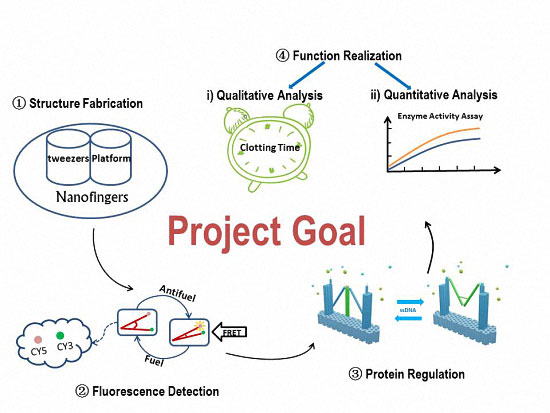 ④ Function Realization
i) Qualitative Analysis
ii) Quantitative Analysis
① Structure Fabrication
Enzyme Activity Assay
Clotting Time
tweezers
Platform
Nanofingers
Project Goal
Antifuel
FRET
Fuel
CY5
CY3
ssDNA
② Fluorescence Detection
③ Protein Regulation